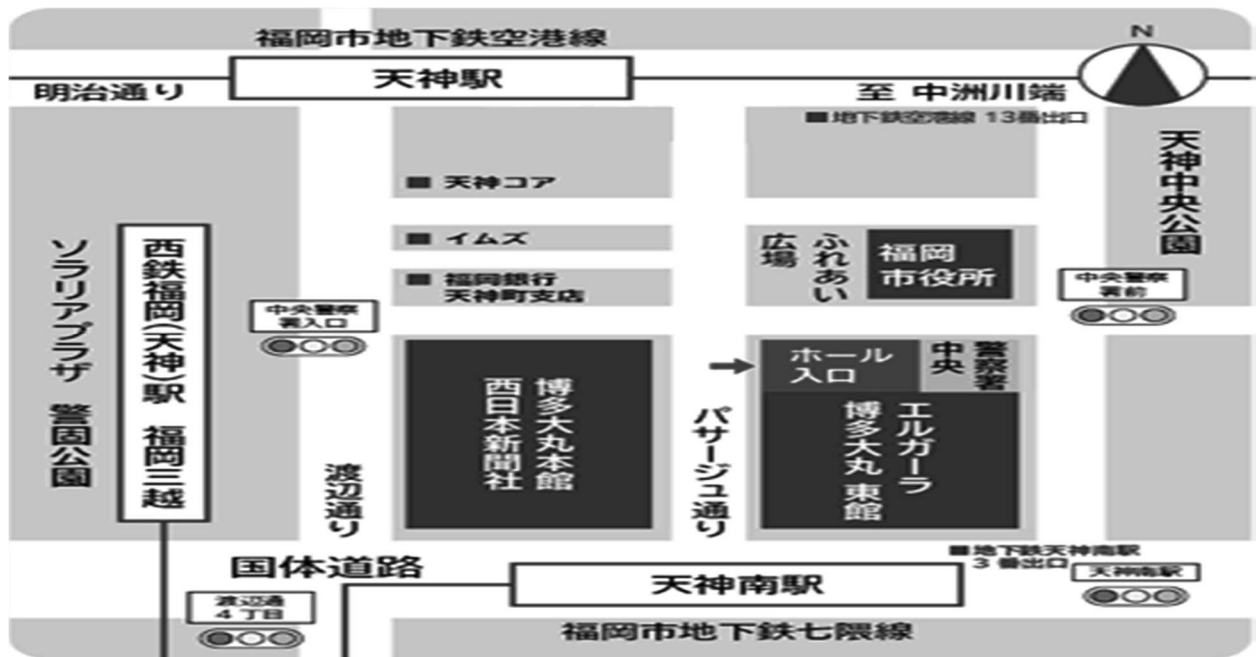 福岡市地下鉄空港線
N
天神駅
明治通り
至 中洲川端
■地下鉄空港線 13番出口
天神中央公園
■ 天神コア
■ イムズ
■ 福岡銀行
天神町支店
ふれあい
広場
福岡
市役所
中央警察
署前
ソラリアプラザ 警固公園
西鉄福岡(天神)駅 福岡三越
中央警察
署入口
博多大丸本館
西日本新聞社
ホール
入口
警察署
中央
エルガーラ
博多大丸 東館
パサージュ通り
渡辺通り
国体道路
■地下鉄天神南駅
3 番出口
天神南駅
天神南駅
渡辺通
4 丁目
福岡市地下鉄七隈線